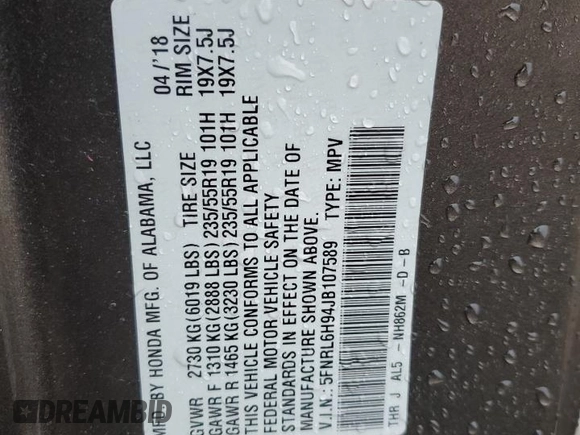 MFD. BY HONDA MFG. OF ALABAMA, LLC 04/'18
GVWR 2730 KG(6019 LBS) TIRE SIZE RIM SIZE
GAWR F 1310 KG(2888 LBS) 235/55R19 101H 19X7.5J
GAWR R 1465 KG(3230 LBS) 235/55R19 101H 19X7.5J
THIS VEHICLE CONFORMS TO ALL APPLICABLE
FEDERAL MOTOR VEHICLE SAFETY
STANDARDS IN EFFECT ON THE DATE OF
MANUFACTURE SHOWN ABOVE.
V.I.N.: 5FNRL6H94JB107589 TYPE: MPV
THR J AL5 - NH862M -D-B
DREAMBID